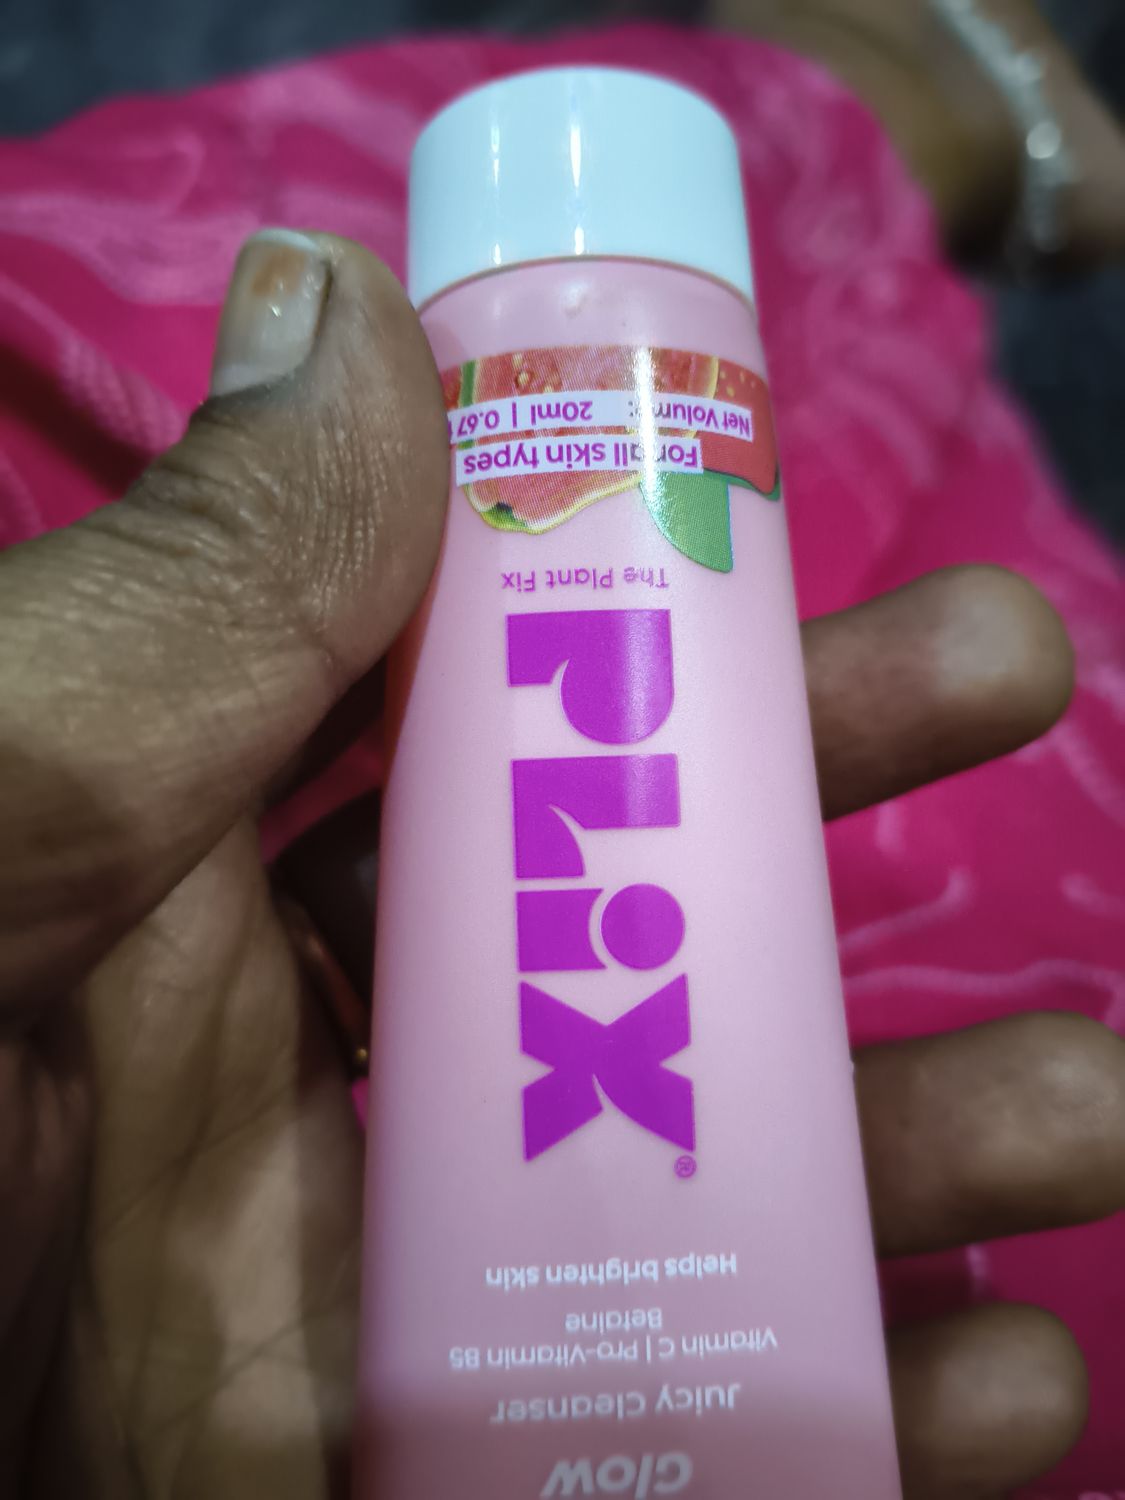 Glow
Juicy Cleanser
Vitamin C | Pro-Vitamin B5
Betaine
Helps brighten skin
PLIX®
The Plant Fix
For all skin types
Net Volume: 20ml | 0.67